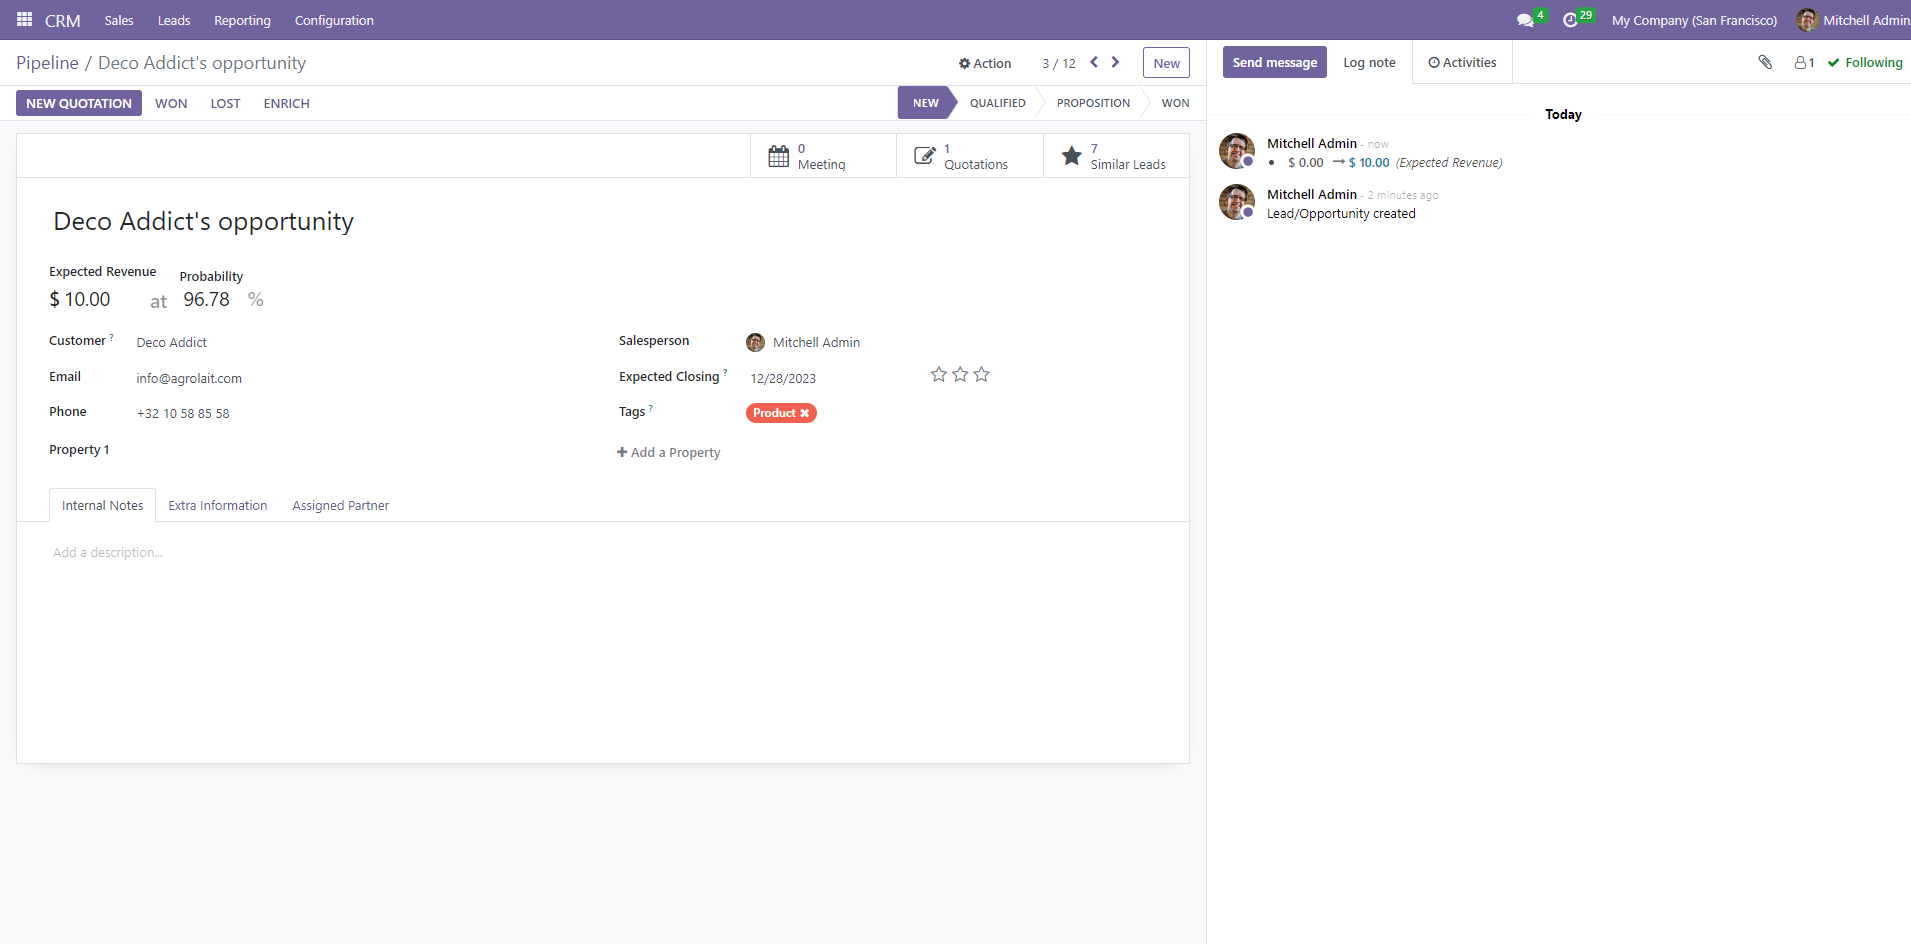 CRM Sales Leads Reporting Configuration 4 29 My Company (San Francisco) Mitchell Admin
Pipeline / Deco Addict's opportunity Action 3 / 12 New
NEW QUOTATION WON LOST ENRICH NEW QUALIFIED PROPOSITION WON
0
Meeting
1
Quotations
7
Similar Leads
Deco Addict's opportunity
Expected Revenue Probability
$ 10.00 at 96.78 %
Customer ? Deco Addict
Email info@agrolait.com
Phone +32 10 58 85 58
Property 1
Salesperson Mitchell Admin
Expected Closing ? 12/28/2023
Tags ? Product ✖
+ Add a Property
Internal Notes Extra Information Assigned Partner
Add a description...
Send message Log note Activities 1 Following
Today
Mitchell Admin - now
• $ 0.00 → $ 10.00 (Expected Revenue)
Mitchell Admin - 2 minutes ago
Lead/Opportunity created